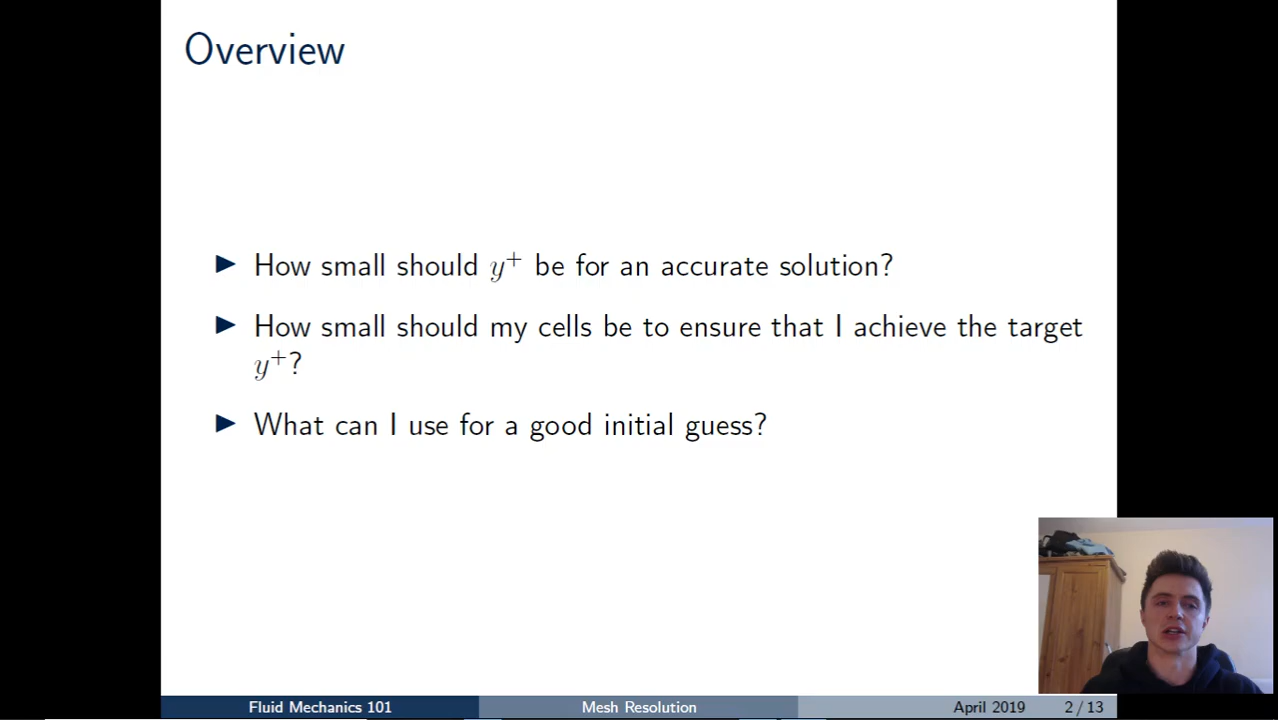 Overview
▶ How small should y⁺ be for an accurate solution?
▶ How small should my cells be to ensure that I achieve the target
y⁺?
▶ What can I use for a good initial guess?
Fluid Mechanics 101 Mesh Resolution April 2019 2 / 13